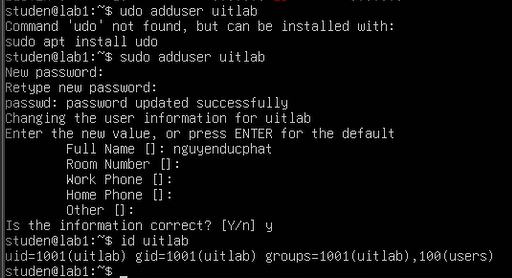 studen@lab1:~$ udo adduser uitlab
Command 'udo' not found, but can be installed with:
sudo apt install udo
studen@lab1:~$ sudo adduser uitlab
New password:
Retype new password:
passwd: password updated successfully
Changing the user information for uitlab
Enter the new value, or press ENTER for the default
Full Name []: nguyenducphat
Room Number []:
Work Phone []:
Home Phone []:
Other []:
Is the information correct? [Y/n] y
studen@lab1:~$ id uitlab
uid=1001(uitlab) gid=1001(uitlab) groups=1001(uitlab),100(users)
studen@lab1:~$ _